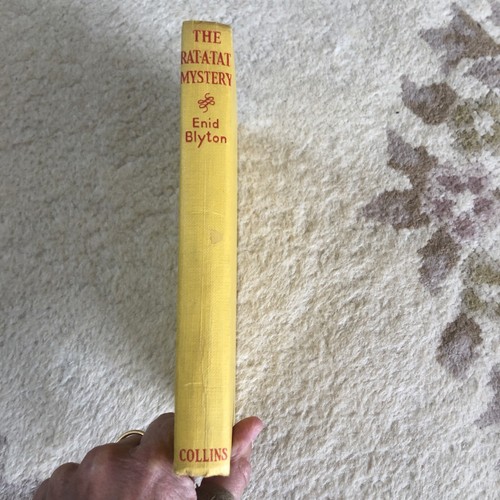 THE
RAT-A-TAT
MYSTERY
Enid
Blyton
COLLINS